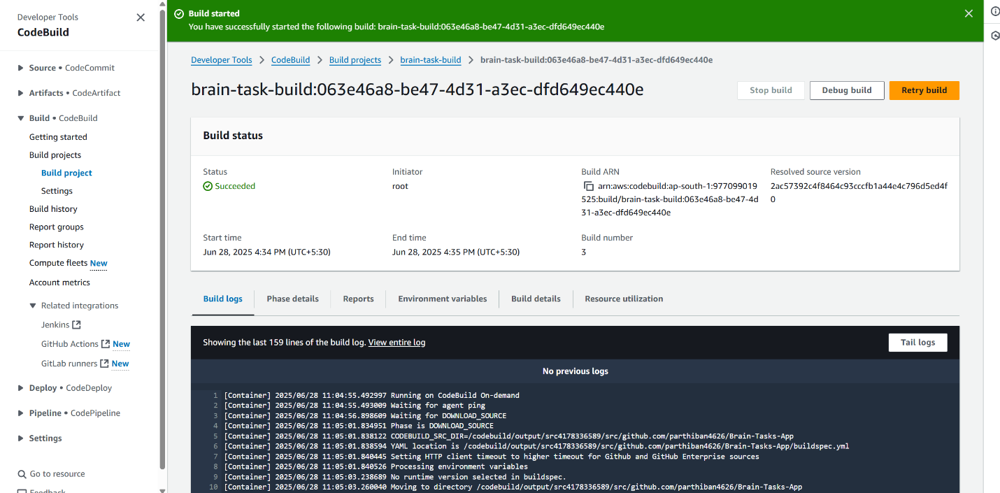 Developer Tools
CodeBuild
Source • CodeCommit
Artifacts • CodeArtifact
Build • CodeBuild
Getting started
Build projects
Build project
Settings
Build history
Report groups
Report history
Compute fleets New
Account metrics
Related integrations
Jenkins
GitHub Actions New
GitLab runners New
Deploy • CodeDeploy
Pipeline • CodePipeline
Settings
Go to resource
Feedback
Build started
You have successfully started the following build: brain-task-build:063e46a8-be47-4d31-a3ec-dfd649ec440e
Developer Tools > CodeBuild > Build projects > brain-task-build > brain-task-build:063e46a8-be47-4d31-a3ec-dfd649ec440e
brain-task-build:063e46a8-be47-4d31-a3ec-dfd649ec440e
Stop build Debug build Retry build
Build status
Status
Succeeded
Initiator
root
Build ARN
arn:aws:codebuild:ap-south-1:977099019
525:build/brain-task-build:063e46a8-be47-4d
31-a3ec-dfd649ec440e
Resolved source version
2ac57392c4f8464c93cccfb1a44e4c796d5ed4f
0
Start time
Jun 28, 2025 4:34 PM (UTC+5:30)
End time
Jun 28, 2025 4:35 PM (UTC+5:30)
Build number
3
Build logs Phase details Reports Environment variables Build details Resource utilization
Showing the last 159 lines of the build log. View entire log
Tail logs
No previous logs
1 [Container] 2025/06/28 11:04:55.492997 Running on CodeBuild On-demand
2 [Container] 2025/06/28 11:04:55.493009 Waiting for agent ping
3 [Container] 2025/06/28 11:04:56.898609 Waiting for DOWNLOAD_SOURCE
4 [Container] 2025/06/28 11:05:01.834951 Phase is DOWNLOAD_SOURCE
5 [Container] 2025/06/28 11:05:01.838122 CODEBUILD_SRC_DIR=/codebuild/output/src4178336589/src/github.com/parthiban4626/Brain-Tasks-App
6 [Container] 2025/06/28 11:05:01.838594 YAML location is /codebuild/output/src4178336589/src/github.com/parthiban4626/Brain-Tasks-App/buildspec.yml
7 [Container] 2025/06/28 11:05:01.840445 Setting HTTP client timeout to higher timeout for Github and GitHub Enterprise sources
8 [Container] 2025/06/28 11:05:01.840526 Processing environment variables
9 [Container] 2025/06/28 11:05:03.238689 No runtime version selected in buildspec.
10 [Container] 2025/06/28 11:05:03.260040 Moving to directory /codebuild/output/src4178336589/src/github.com/parthiban4626/Brain-Tasks-App